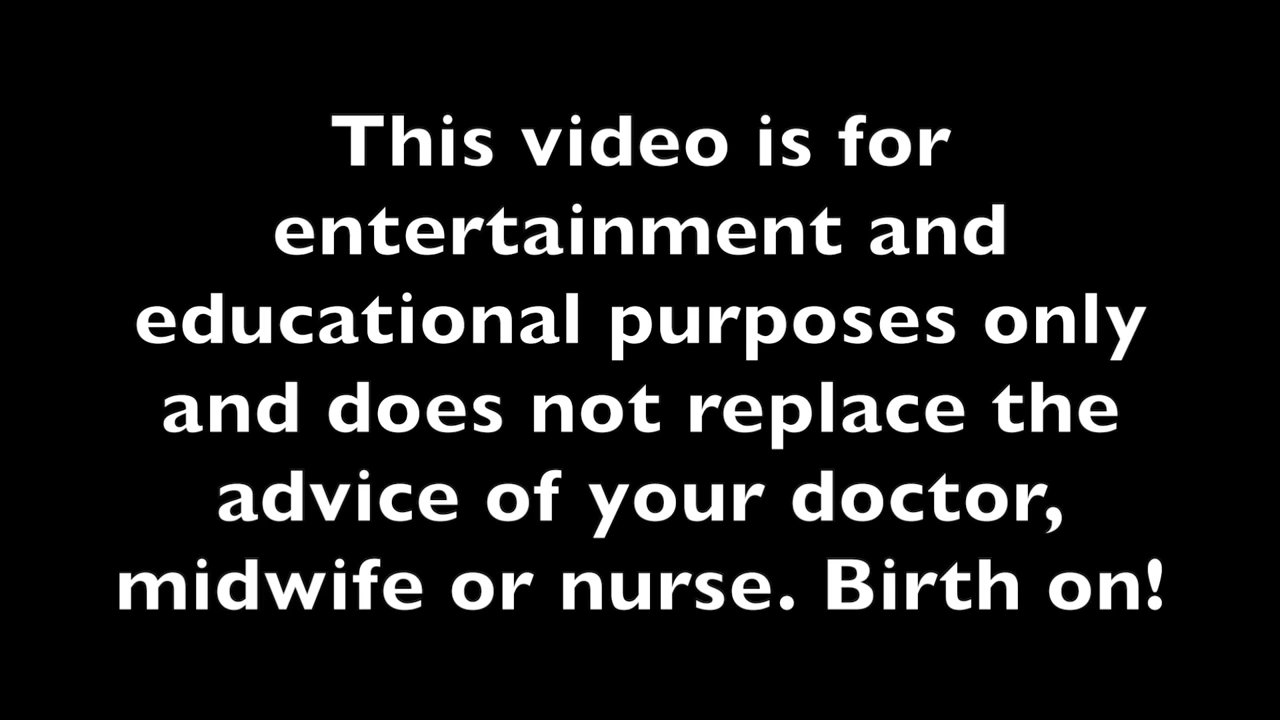 This video is for
entertainment and
educational purposes only
and does not replace the
advice of your doctor,
midwife or nurse. Birth on!